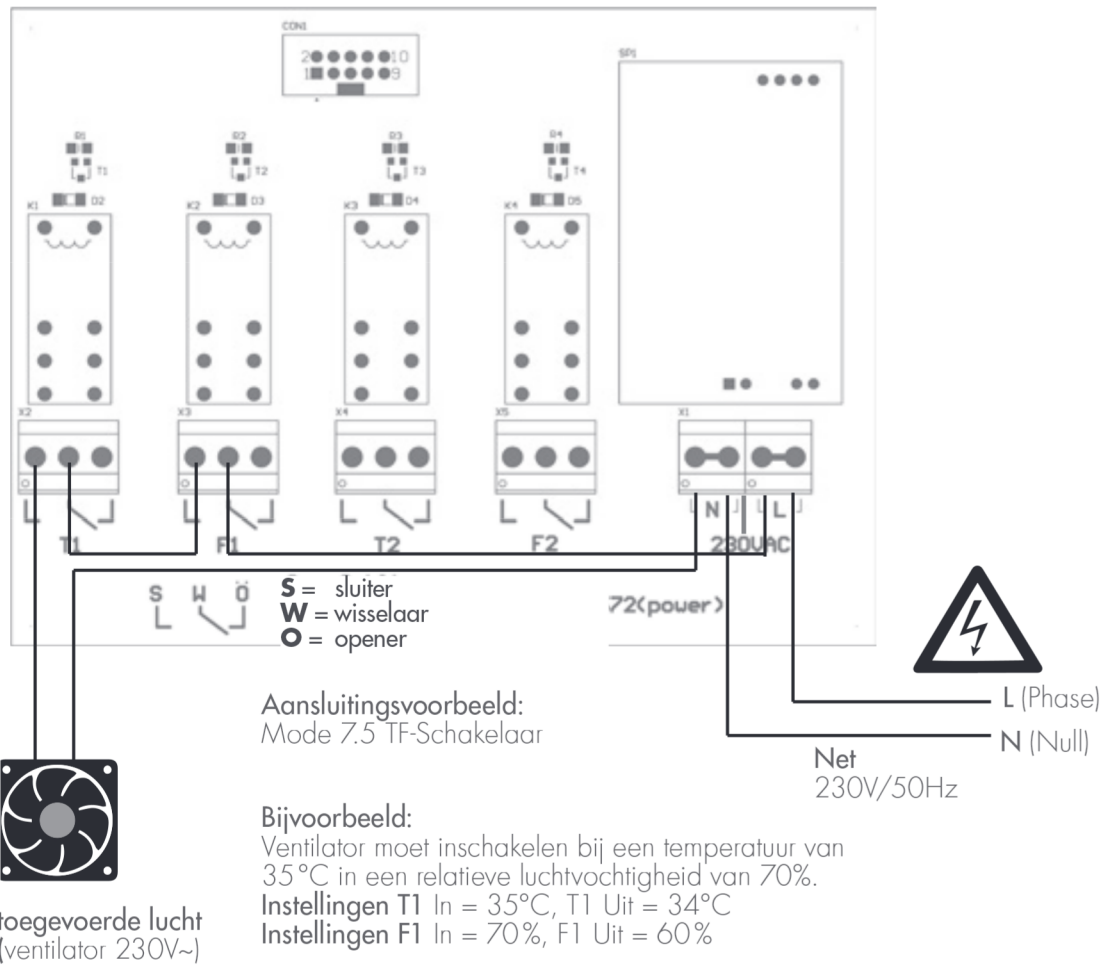 CON1
2 10
1 9
SP1
R1
R2
R3
R4
T1
T2
T3
T4
D2
D3
D4
D5
K1
K2
K3
K4
X2
X3
X4
X5
X1
N L
T1
F1
T2
F2
230VAC
S W Ö
S = sluiter
W = wisselaar
O = opener
72(power)
L (Phase)
N (Null)
Net
230V/50Hz
Aansluitingsvoorbeeld:
Mode 7.5 TF-Schakelaar
Bijvoorbeeld:
Ventilator moet inschakelen bij een temperatuur van
35°C in een relatieve luchtvochtigheid van 70%.
Instellingen T1 In = 35°C, T1 Uit = 34°C
Instellingen F1 In = 70%, F1 Uit = 60%
toegevoerde lucht
(ventilator 230V~)